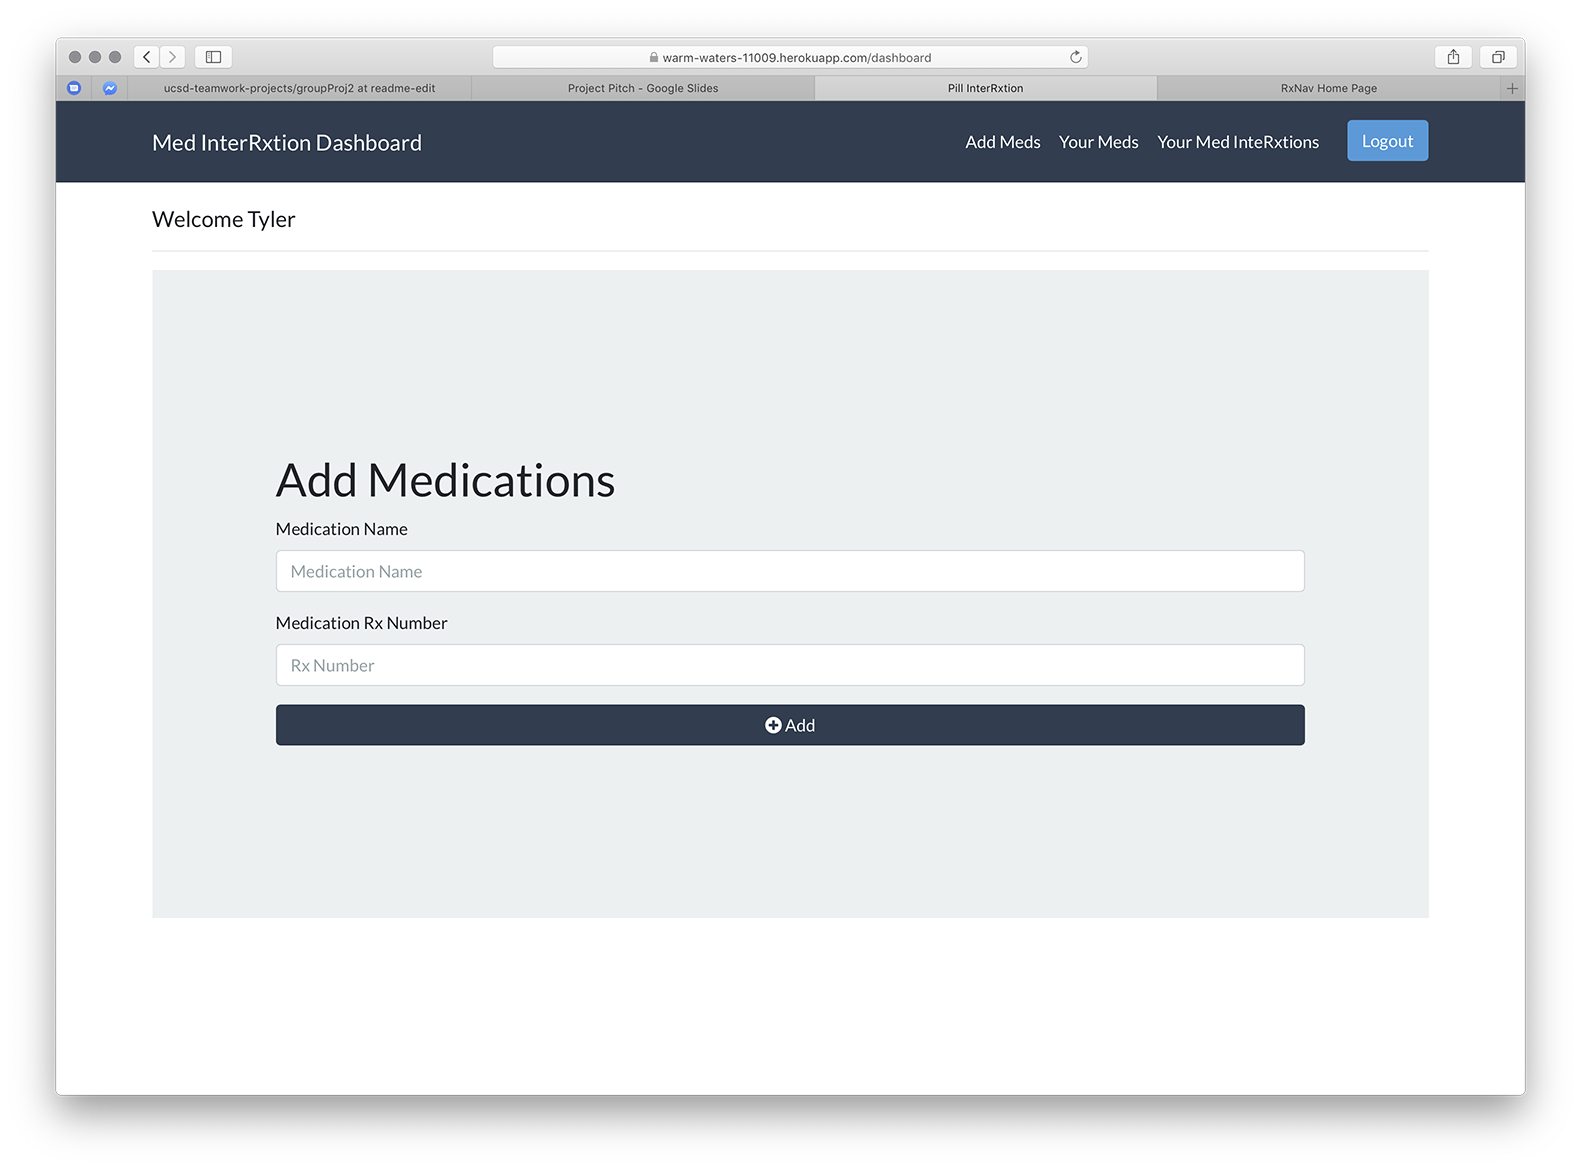 warm-waters-11009.herokuapp.com/dashboard
ucsd-teamwork-projects/groupProj2 at readme-edit
Project Pitch - Google Slides
Pill InterRxtion
RxNav Home Page
Med InterRxtion Dashboard
Add Meds
Your Meds
Your Med InteRxtions
Logout
Welcome Tyler
Add Medications
Medication Name
Medication Name
Medication Rx Number
Rx Number
Add